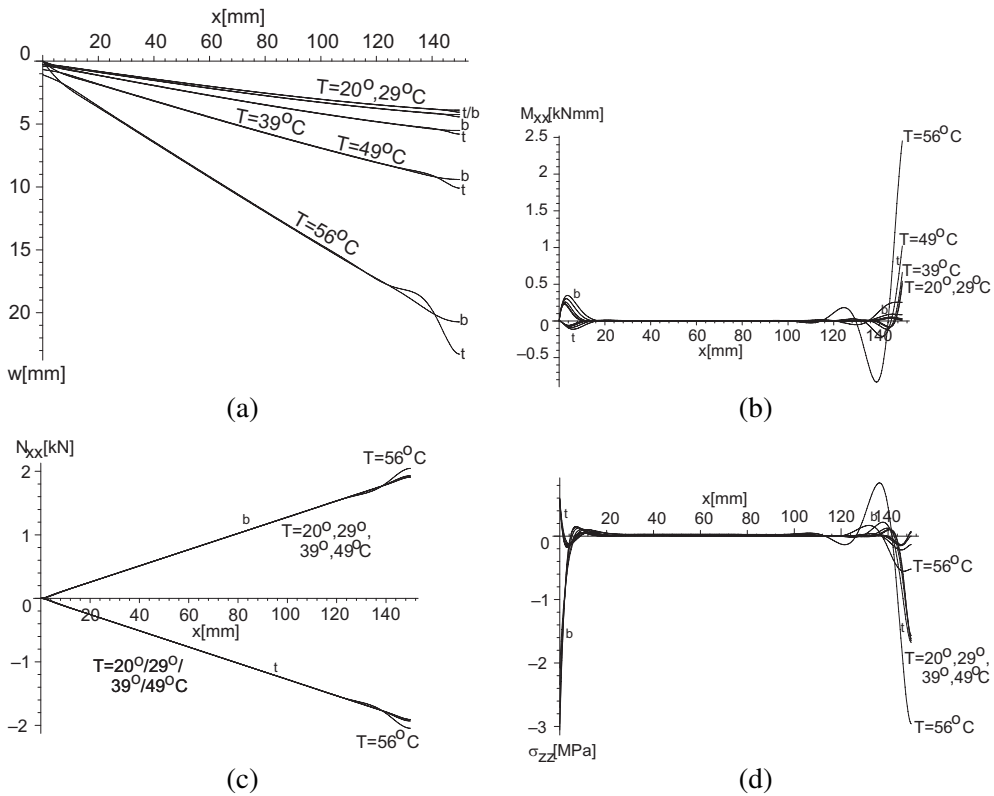 x[mm]
20 40 60 80 100 120 140
0
5
10
15
20
w[mm]
T=20°,29°C
t/b
T=39°C
b
t
T=49°C
b
t
T=56°C
b
t
(a)
M_xx[kNmm]
2.5
2
1.5
1
0.5
0
−0.5
T=56°C
T=49°C
t
T=39°C
T=20°,29°C
b
b
t
20 40 60 80 100 120 140
x[mm]
(b)
N_xx[kN]
2
1
0
−1
−2
T=56°C
b
T=20°,29°,
39°,49°C
20 40 60 80 100 120 140
x[mm]
t
T=20°/29°/
39°/49°C
T=56°C
(c)
x[mm]
20 40 60 80 100 120 140
t
b
0
−1
−2
−3
b
T=56°C
t
T=20°,29°,
39°,49°C
T=56°C
σ_zz[MPa]
(d)